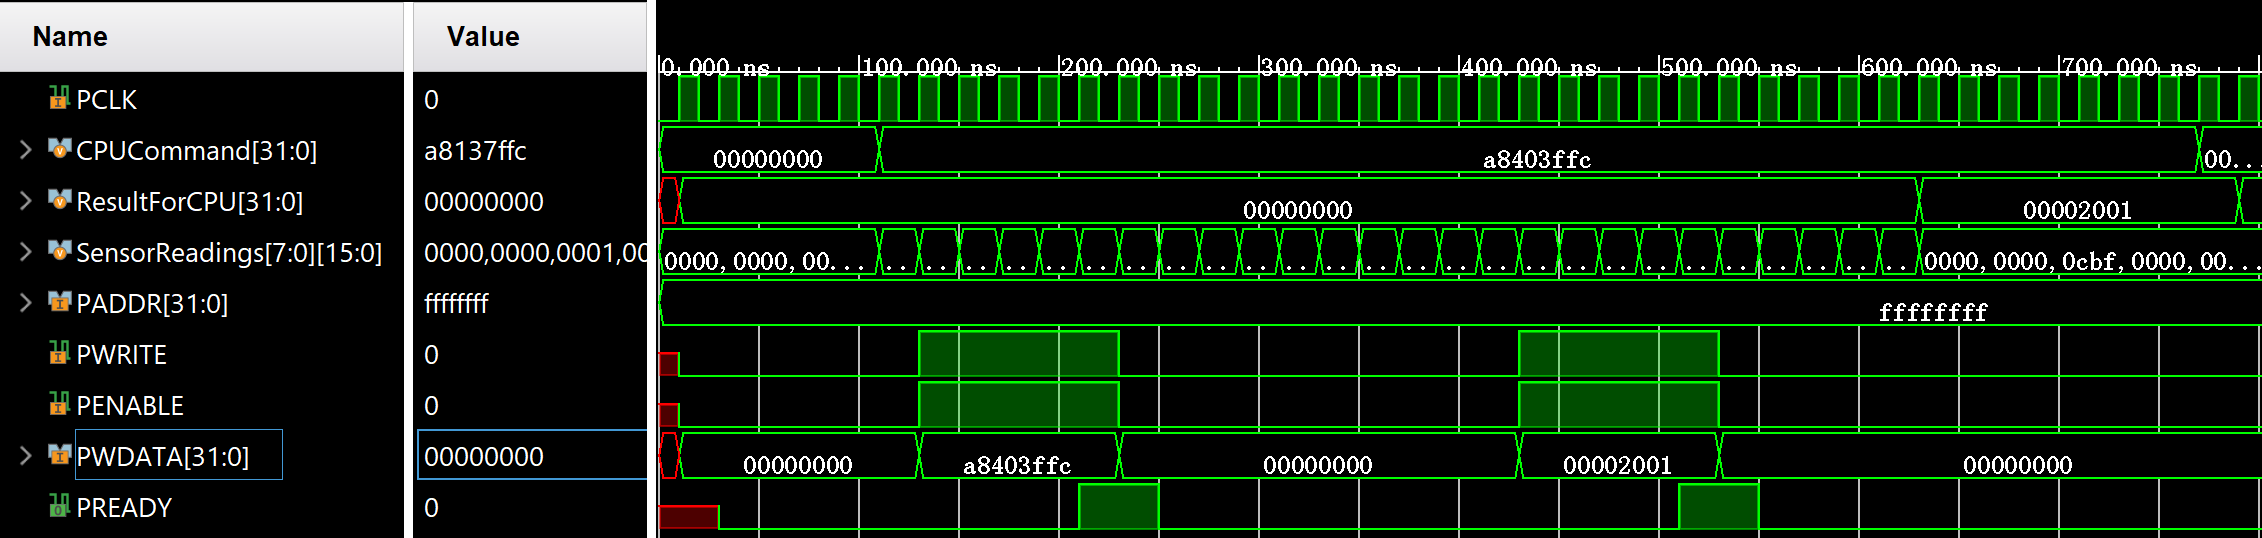 Name Value
0.000 ns 100.000 ns 200.000 ns 300.000 ns 400.000 ns 500.000 ns 600.000 ns 700.000 ns
PCLK 0
CPUCommand[31:0] a8137ffc 00000000 a8403ffc 00...
ResultForCPU[31:0] 00000000 00000000 00002001
SensorReadings[7:0][15:0] 0000,0000,0001,00 0000,0000,00... .. .. .. .. .. .. .. .. .. .. .. .. .. .. .. .. .. .. .. .. .. .. .. .. .. .. 0000,0000,0cbf,0000,00...
PADDR[31:0] ffffffff ffffffff
PWRITE 0
PENABLE 0
PWDATA[31:0] 00000000 00000000 a8403ffc 00000000 00002001 00000000
PREADY 0